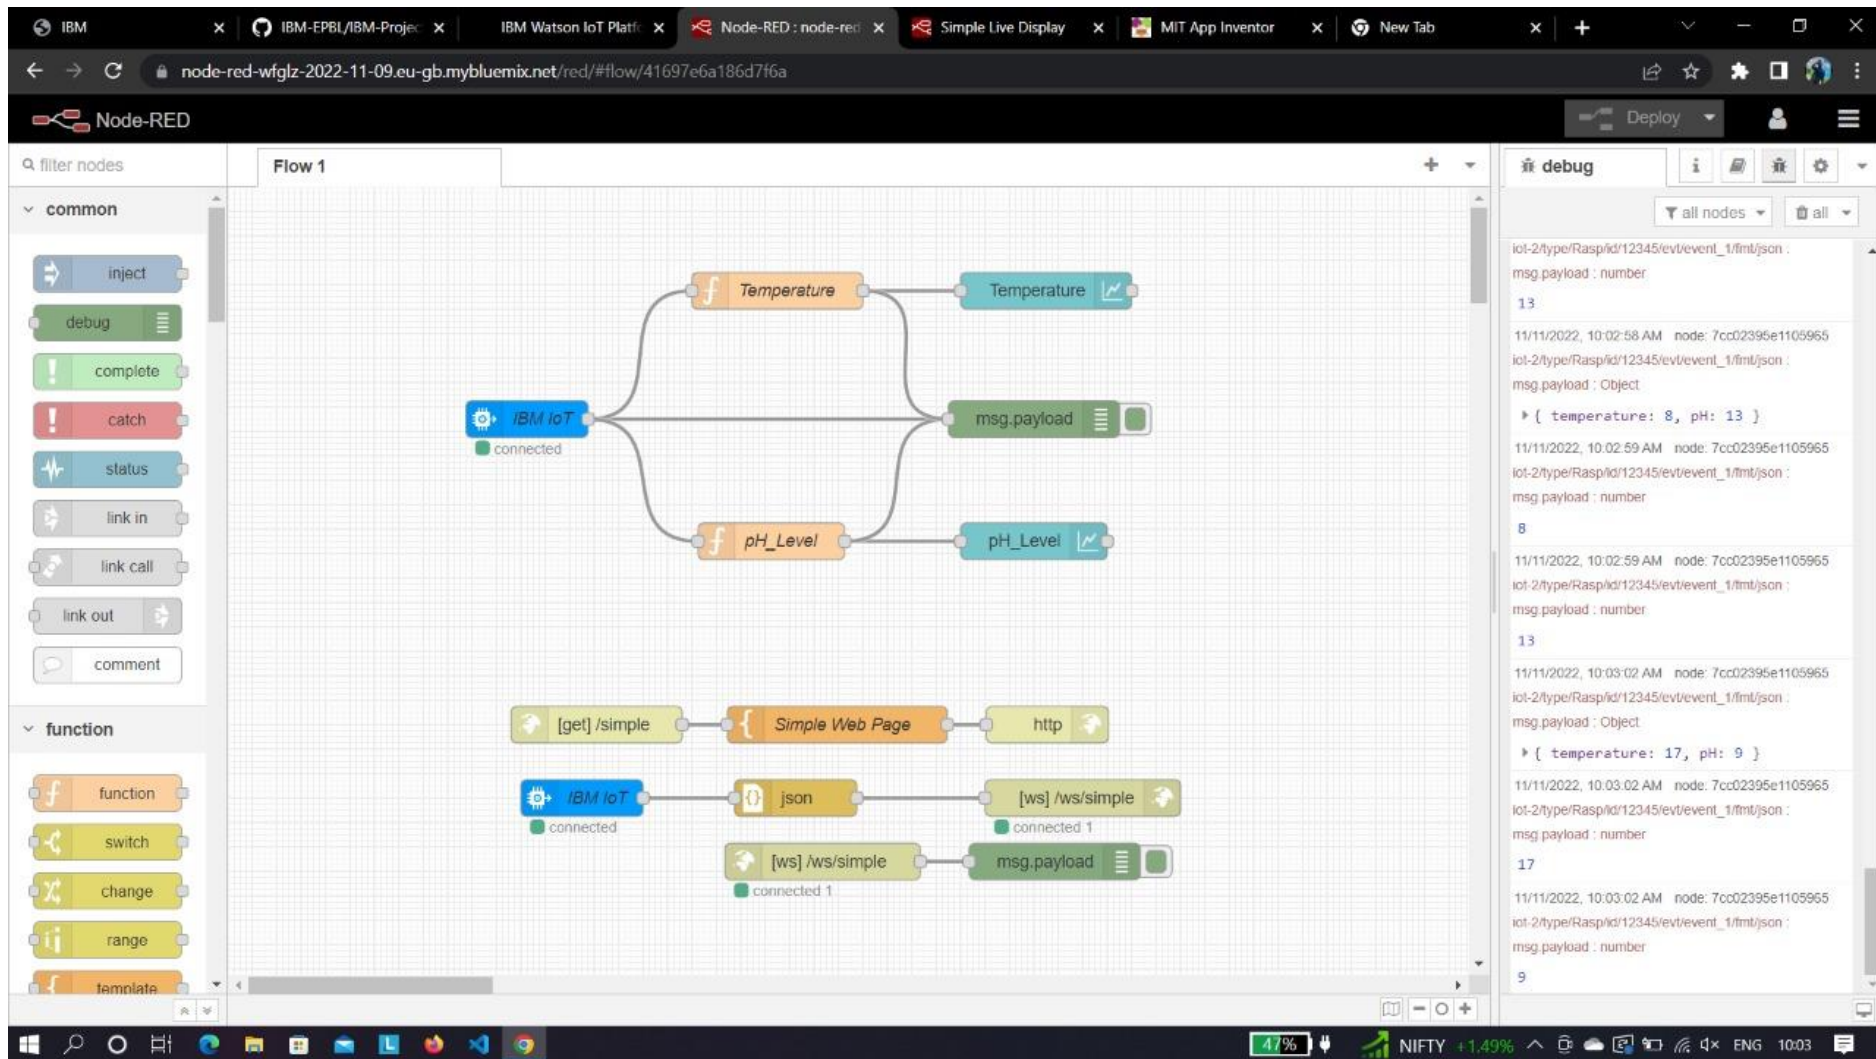 IBM
IBM-EPBL/IBM-Projec
IBM Watson IoT Platfo
Node-RED : node-red
Simple Live Display
MIT App Inventor
New Tab
node-red-wfglz-2022-11-09.eu-gb.mybluemix.net/red/#flow/41697e6a186d7f6a
Node-RED
Deploy
filter nodes
Flow 1
debug
common
all nodes
all
inject
debug
complete
catch
status
link in
link call
link out
comment
function
function
switch
change
range
template
Temperature
Temperature
IBM IoT
connected
msg.payload
pH_Level
pH_Level
[get] /simple
Simple Web Page
http
IBM IoT
connected
json
[ws] /ws/simple
connected 1
[ws] /ws/simple
connected 1
msg.payload
iot-2/type/Rasp/id/12345/evt/event_1/fmt/json :
msg.payload : number
13
11/11/2022, 10:02:58 AM node: 7cc02395e1105965
iot-2/type/Rasp/id/12345/evt/event_1/fmt/json :
msg.payload : Object
{ temperature: 8, pH: 13 }
11/11/2022, 10:02:59 AM node: 7cc02395e1105965
iot-2/type/Rasp/id/12345/evt/event_1/fmt/json :
msg.payload : number
8
11/11/2022, 10:02:59 AM node: 7cc02395e1105965
iot-2/type/Rasp/id/12345/evt/event_1/fmt/json :
msg.payload : number
13
11/11/2022, 10:03:02 AM node: 7cc02395e1105965
iot-2/type/Rasp/id/12345/evt/event_1/fmt/json :
msg.payload : Object
{ temperature: 17, pH: 9 }
11/11/2022, 10:03:02 AM node: 7cc02395e1105965
iot-2/type/Rasp/id/12345/evt/event_1/fmt/json :
msg.payload : number
17
11/11/2022, 10:03:02 AM node: 7cc02395e1105965
iot-2/type/Rasp/id/12345/evt/event_1/fmt/json :
msg.payload : number
9
47%
NIFTY +1.49%
ENG
10:03